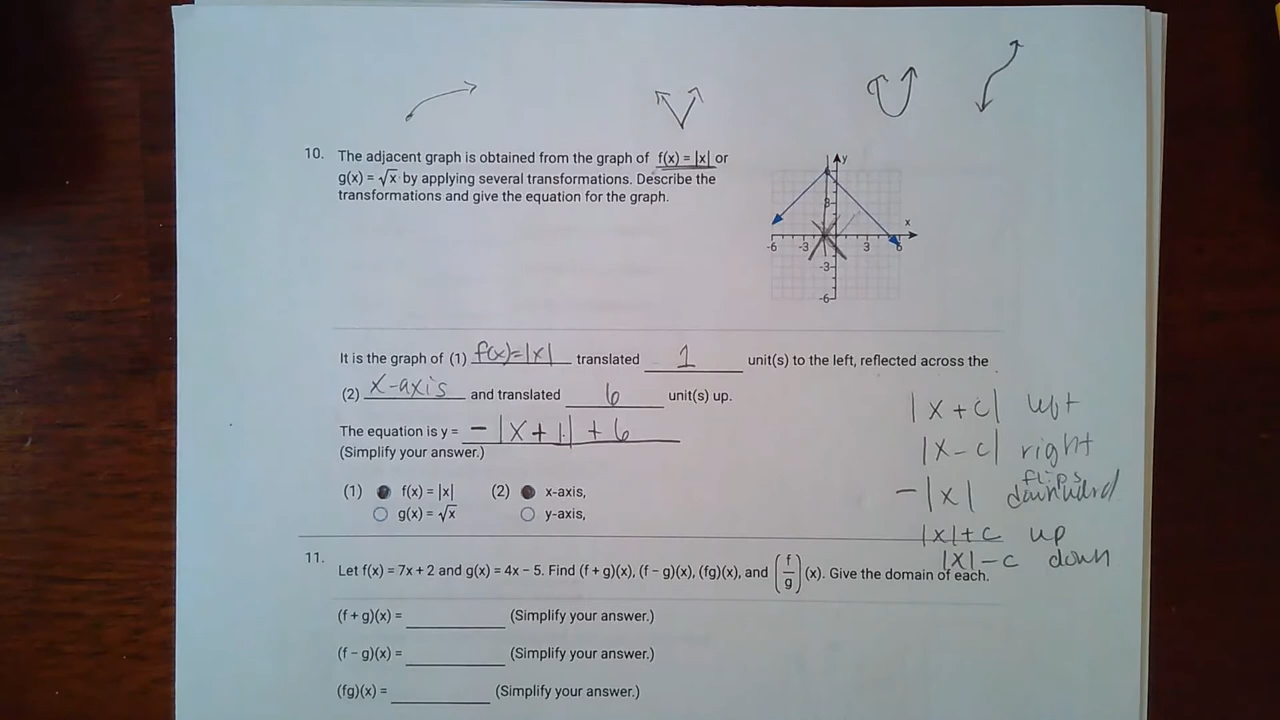 10. The adjacent graph is obtained from the graph of f(x) = |x| or
g(x) = √x by applying several transformations. Describe the
transformations and give the equation for the graph.
y
x
3
-6 -3 3 6
-3
-6
It is the graph of (1) f(x)=|x| translated 1 unit(s) to the left, reflected across the
(2) x-axis and translated 6 unit(s) up.
The equation is y = - |x + 1| + 6
(Simplify your answer.)
(1) f(x) = |x| (2) x-axis,
g(x) = √x y-axis,
|x + c| left
|x - c| right
-|x| flips downward
|x|+c up
|x|-c down
11. Let f(x) = 7x + 2 and g(x) = 4x - 5. Find (f + g)(x), (f - g)(x), (fg)(x), and (f/g)(x). Give the domain of each.
(f + g)(x) = (Simplify your answer.)
(f - g)(x) = (Simplify your answer.)
(fg)(x) = (Simplify your answer.)